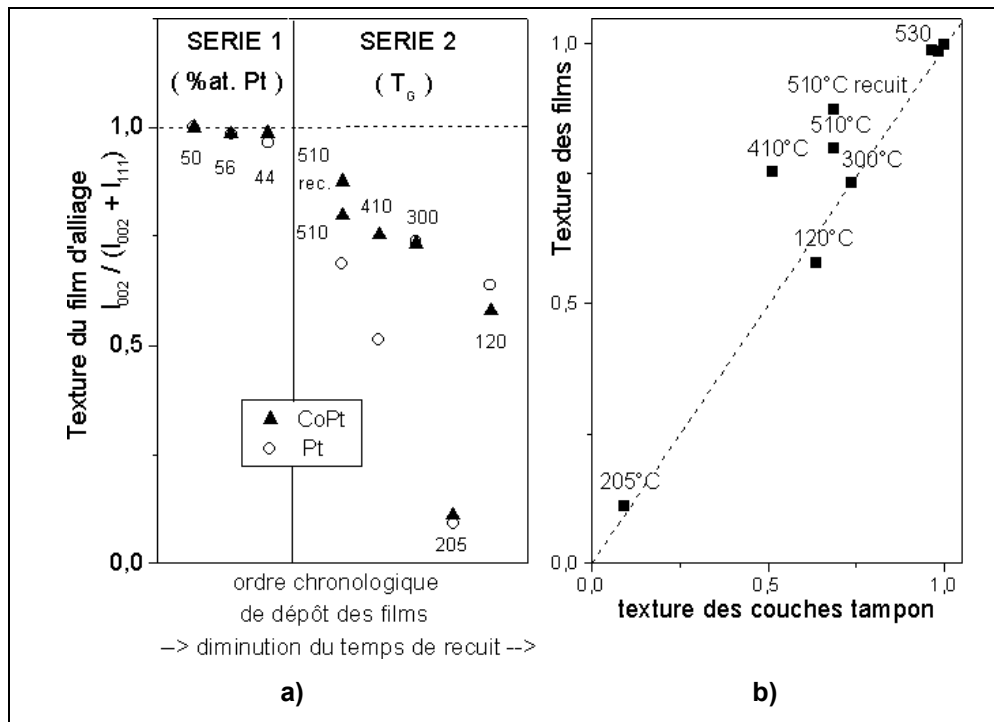 SERIE 1
( %at. Pt )
SERIE 2
( T_G )
Texture du film d'alliage
I_002 / (I_002 + I_111)
1,0
0,5
0,0
50
56
44
510
rec.
510
410
300
120
205
CoPt
Pt
ordre chronologique
de dépôt des films
--> diminution du temps de recuit -->
a)
Texture des films
1,0
0,5
0,0
530
510°C recuit
510°C
410°C
300°C
120°C
205°C
0,0
0,5
1,0
texture des couches tampon
b)